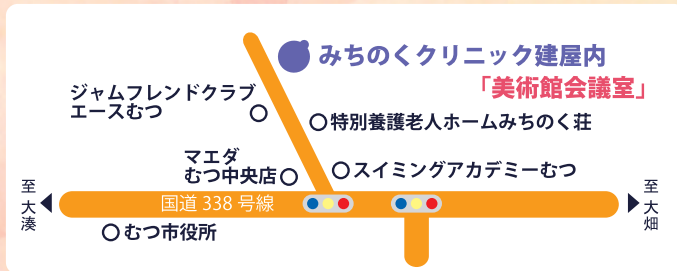 みちのくクリニック建屋内
「美術館会議室」
ジャムフレンドクラブ
エースむつ
特別養護老人ホームみちのく荘
マエダ
むつ中央店
スイミングアカデミーむつ
至大湊
国道338号線
至大畑
むつ市役所